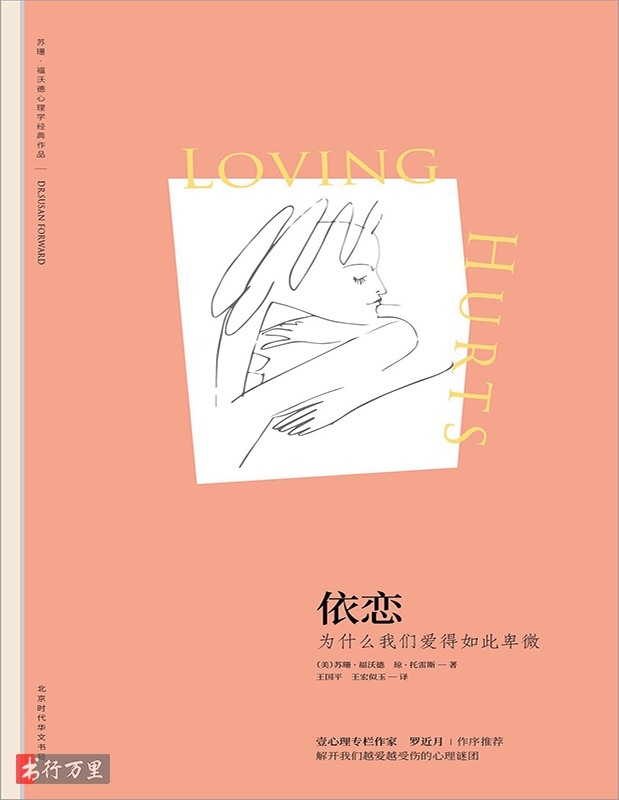 苏珊·福沃德心理学经典作品
DR.SUSAN FORWARD
LOVING
HURTS
依恋
为什么我们爱得如此卑微
(美)苏珊·福沃德 琼·托雷斯—著
王国平 王宏似玉—译
壹心理专栏作家 罗近月|作序推荐
解开我们越爱越受伤的心理谜团
北京时代华文书
书行万里